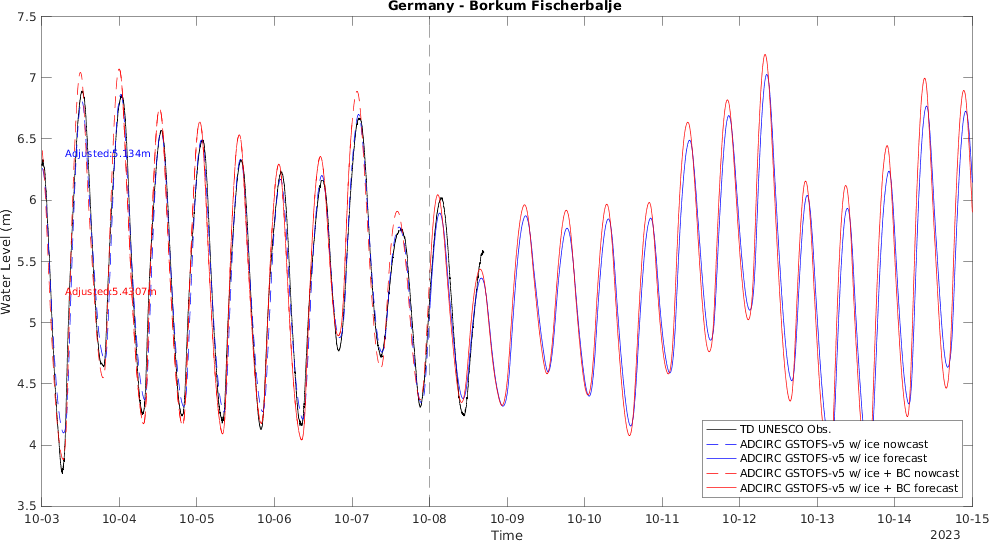 Germany - Borkum Fischerbalje
7.5
7
6.5
6
5.5
5
4.5
4
3.5
Water Level (m)
Adjusted:5.134m
Adjusted:5.4307m
TD UNESCO Obs.
ADCIRC GSTOFS-v5 w/ ice nowcast
ADCIRC GSTOFS-v5 w/ ice forecast
ADCIRC GSTOFS-v5 w/ ice + BC nowcast
ADCIRC GSTOFS-v5 w/ ice + BC forecast
10-03 10-04 10-05 10-06 10-07 10-08 10-09 10-10 10-11 10-12 10-13 10-14 10-15
Time
2023